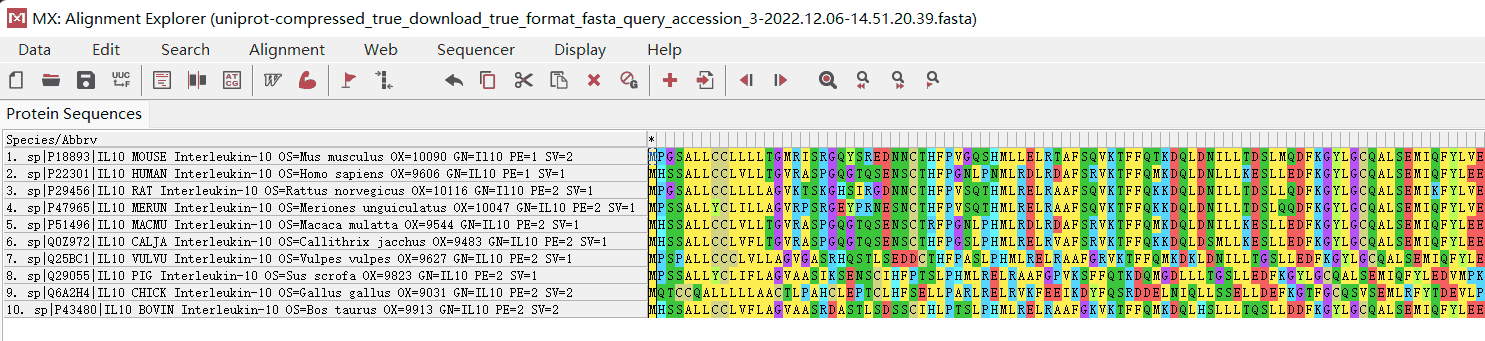 MX: Alignment Explorer (uniprot-compressed_true_download_true_format_fasta_query_accession_3-2022.12.06-14.51.20.39.fasta)
Data Edit Search Alignment Web Sequencer Display Help
UUC UCF AT CG W
Protein Sequences
Species/Abbrv *
1. sp|P18893|IL10 MOUSE Interleukin-10 OS=Mus musculus OX=10090 GN=Il10 PE=1 SV=2 MPGSALLCCLLLLTGMRISRGQYSREDNNCTHFPVGQSHMLLELRTAFSQVKTFFQTKDQLDNILLTDSLMQDFKGYLGCQALSEMIQFYLVE
2. sp|P22301|IL10 HUMAN Interleukin-10 OS=Homo sapiens OX=9606 GN=IL10 PE=1 SV=1 MHSSALLCCLVLLTGVRASPGQGTQSENSCTHFPGNLPNMLRDLRDAFSRVKTFFQMKDQLDNLLLKESLLEDFKGYLGCQALSEMIQFYLEE
3. sp|P29456|IL10 RAT Interleukin-10 OS=Rattus norvegicus OX=10116 GN=Il10 PE=2 SV=1 MPGSALLCCLLLLAGVKTSKGHSIRGDNNCTHFPVSQTHMLRELRAAFSQVKTFFQKKDQLDNILLTDSLLQDFKGYLGCQALSEMIKFYLVE
4. sp|P47965|IL10 MERUN Interleukin-10 OS=Meriones unguiculatus OX=10047 GN=IL10 PE=2 SV=1 MPSSALLYCLILLAGVRPSRGEYPRNESNCTHFPVSQTHMLRELRAAFSQVKTFFQKKDQLDNILLTDSLQQDFKGYLGCQALSEMIQFYLVE
5. sp|P51496|IL10 MACMU Interleukin-10 OS=Macaca mulatta OX=9544 GN=IL10 PE=2 SV=1 MHSSALLCCLVLLTGVRASPGQGTQSENSCTRFPGNLPHMLRDLRDAFSRVKTFFQMKDQLDNILLKESLLEDFKGYLGCQALSEMIQFYLEE
6. sp|Q0Z972|IL10 CALJA Interleukin-10 OS=Callithrix jacchus OX=9483 GN=IL10 PE=2 SV=1 MHSSALLCCLVFLTGVRASPGQGTQSENSCTHFPGSLPHMLRELRVAFSRVKTFFQKKDQLDSMLLKESLLEDFKGYLGCQALSEMIQFYLEE
7. sp|Q25BC1|IL10 VULVU Interleukin-10 OS=Vulpes vulpes OX=9627 GN=IL10 PE=2 SV=1 MPSPALLCCCLVLLAGVGASRHQSTLSEDDCTHFPASLPHMLRELRAAFGRVKTFFQMKDKLDNILLTGSLLEDFKGYLGCQALSEMIQFYLE
8. sp|Q29055|IL10 PIG Interleukin-10 OS=Sus scrofa OX=9823 GN=IL10 PE=2 SV=1 MPSSALLYCLIFLAGVAASIKSENSCIHFPTSLPHMLRELRAAFGPVKSFFQTKDQMGDLLLTGSLLEDFKGYLGCQALSEMIQFYLEDVMPK
9. sp|Q6A2H4|IL10 CHICK Interleukin-10 OS=Gallus gallus OX=9031 GN=IL10 PE=2 SV=2 MQTCCQALLLLLAACTLPAHCLEPTCLHFSELLPARLRELRVKFEEIKDYFQSRDDELNIQLLSSELLDEFKGTFGCQSVSEMLRFYTDEVLP
10. sp|P43480|IL10 BOVIN Interleukin-10 OS=Bos taurus OX=9913 GN=IL10 PE=2 SV=2 MHSSALLCCLVFLAGVAASRDASTLSDSSCIHLPTSLPHMLRELRAAFGKVKTFFQMKDQLHSLLLTQSLLDDFKGYLGCQALSEMIQFYLEE